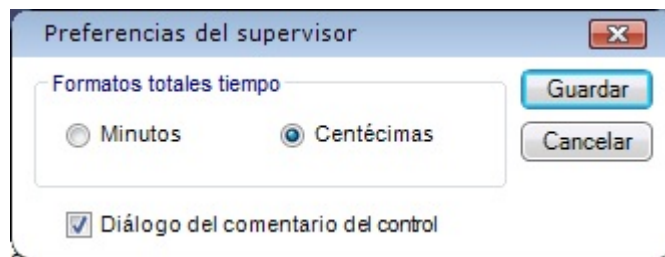 Preferencias del supervisor
Formatos totales tiempo
Guardar
Minutos
Centécimas
Cancelar
Diálogo del comentario del control